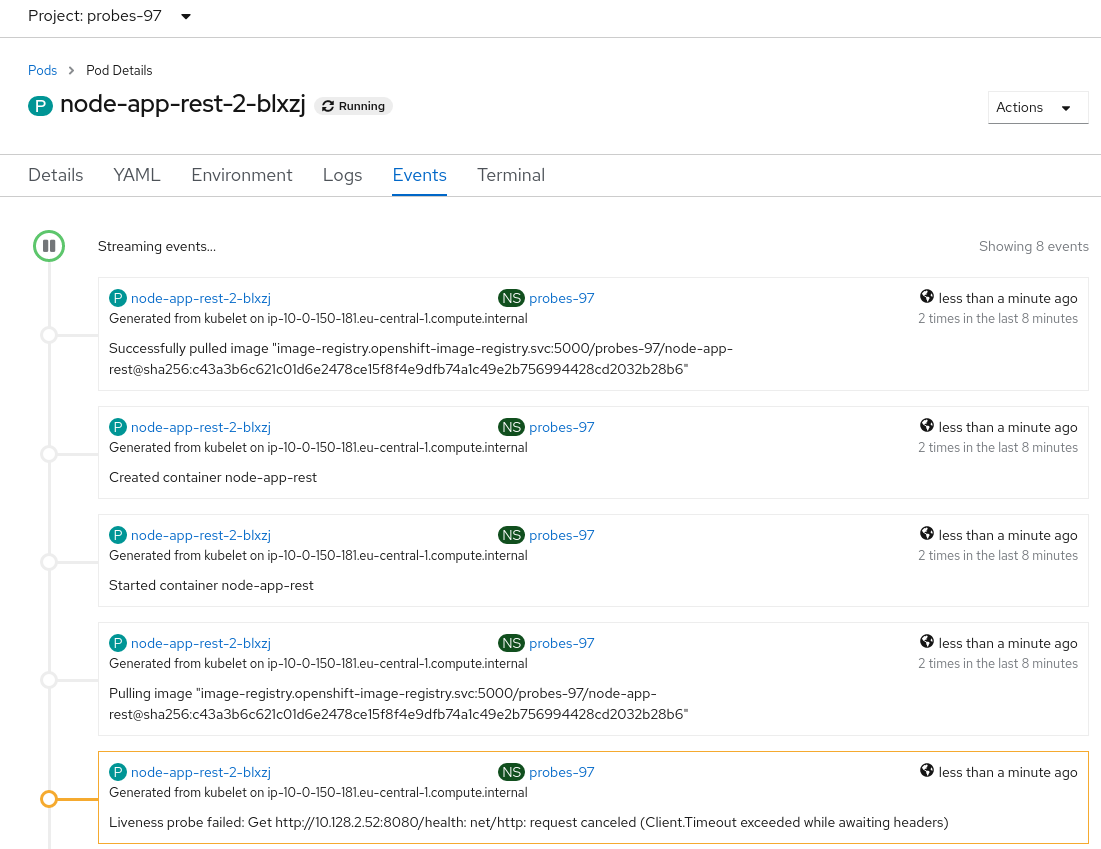 Project: probes-97
Pods > Pod Details
P node-app-rest-2-blxzj Running
Actions
Details YAML Environment Logs Events Terminal
Streaming events...
Showing 8 events
P node-app-rest-2-blxzj NS probes-97 less than a minute ago
Generated from kubelet on ip-10-0-150-181.eu-central-1.compute.internal 2 times in the last 8 minutes
Successfully pulled image "image-registry.openshift-image-registry.svc:5000/probes-97/node-app-
rest@sha256:c43a3b6c621c01d6e2478ce15f8f4e9dfb74a1c49e2b756994428cd2032b28b6"
P node-app-rest-2-blxzj NS probes-97 less than a minute ago
Generated from kubelet on ip-10-0-150-181.eu-central-1.compute.internal 2 times in the last 8 minutes
Created container node-app-rest
P node-app-rest-2-blxzj NS probes-97 less than a minute ago
Generated from kubelet on ip-10-0-150-181.eu-central-1.compute.internal 2 times in the last 8 minutes
Started container node-app-rest
P node-app-rest-2-blxzj NS probes-97 less than a minute ago
Generated from kubelet on ip-10-0-150-181.eu-central-1.compute.internal 2 times in the last 8 minutes
Pulling image "image-registry.openshift-image-registry.svc:5000/probes-97/node-app-
rest@sha256:c43a3b6c621c01d6e2478ce15f8f4e9dfb74a1c49e2b756994428cd2032b28b6"
P node-app-rest-2-blxzj NS probes-97 less than a minute ago
Generated from kubelet on ip-10-0-150-181.eu-central-1.compute.internal
Liveness probe failed: Get http://10.128.2.52:8080/health: net/http: request canceled (Client.Timeout exceeded while awaiting headers)